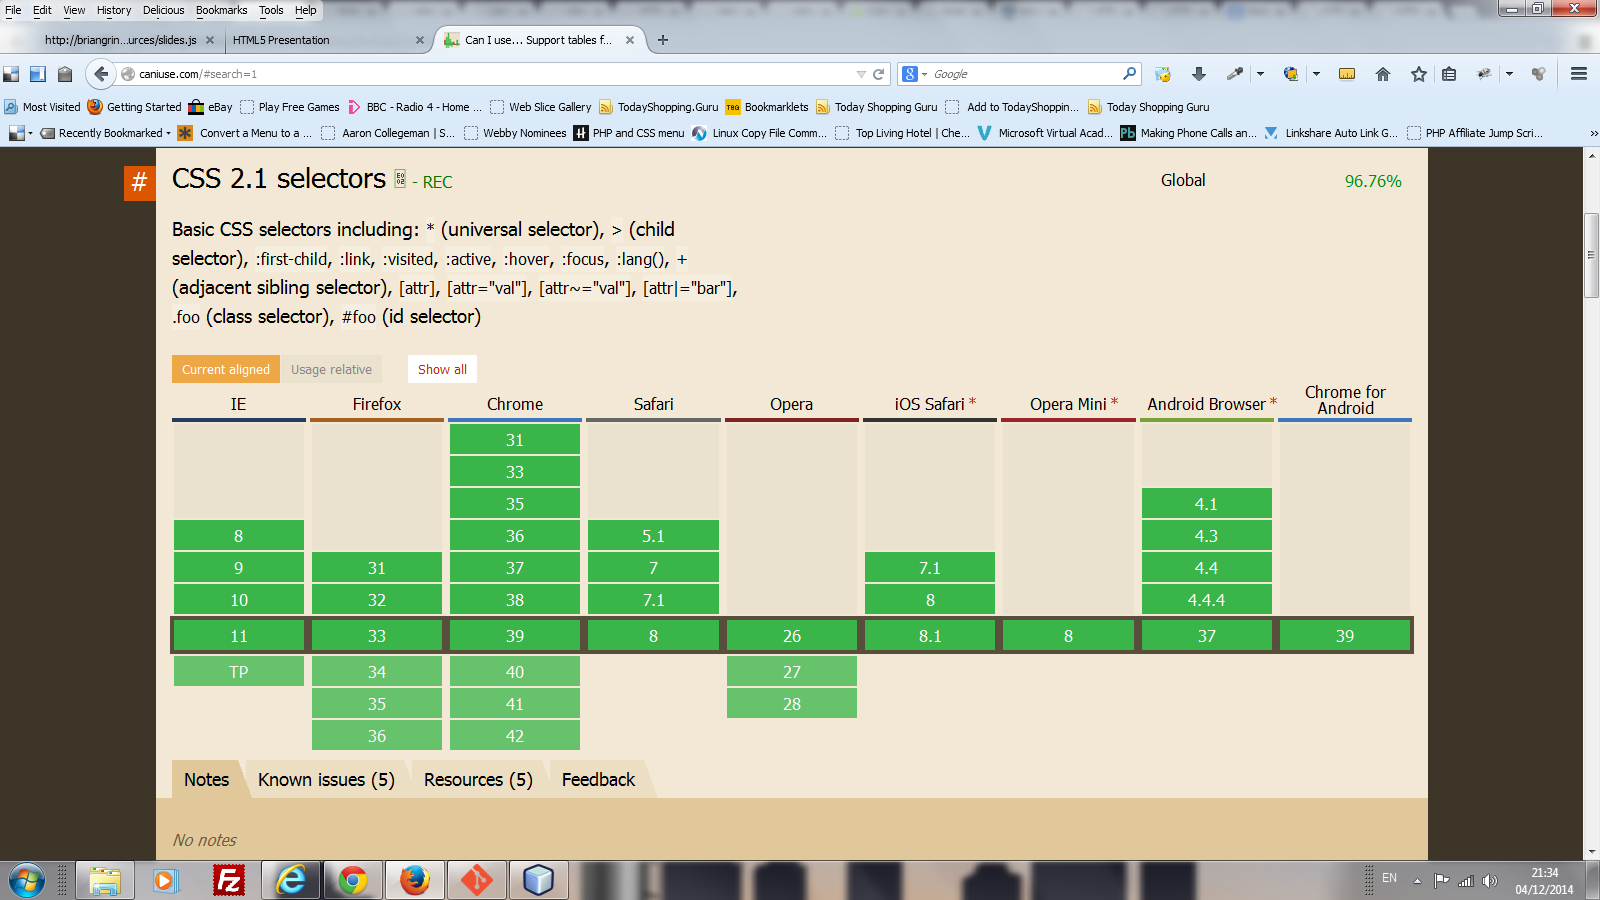 File Edit View History Delicious Bookmarks Tools Help
http://briangrin...urces/slides.js HTML5 Presentation Can I use... Support tables f...
caniuse.com/#search=1 Google
Most Visited Getting Started eBay Play Free Games BBC - Radio 4 - Home ... Web Slice Gallery TodayShopping.Guru Bookmarklets Today Shopping Guru Add to TodayShoppin... Today Shopping Guru
Recently Bookmarked Convert a Menu to a ... Aaron Collegeman | S... Webby Nominees PHP and CSS menu Linux Copy File Comm... Top Living Hotel | Che... Microsoft Virtual Acad... Making Phone Calls an... Linkshare Auto Link G... PHP Affiliate Jump Scri... »
# CSS 2.1 selectors - REC Global 96.76%
Basic CSS selectors including: * (universal selector), > (child
selector), :first-child, :link, :visited, :active, :hover, :focus, :lang(), +
(adjacent sibling selector), [attr], [attr="val"], [attr~="val"], [attr|="bar"],
.foo (class selector), #foo (id selector)
Current aligned Usage relative Show all
IE Firefox Chrome Safari Opera iOS Safari * Opera Mini * Android Browser * Chrome for
Android
31
33
35 4.1
8 36 5.1 4.3
9 31 37 7 7.1 4.4
10 32 38 7.1 8 4.4.4
11 33 39 8 26 8.1 8 37 39
TP 34 40 27
35 41 28
36 42
Notes Known issues (5) Resources (5) Feedback
No notes
EN 21:34
04/12/2014